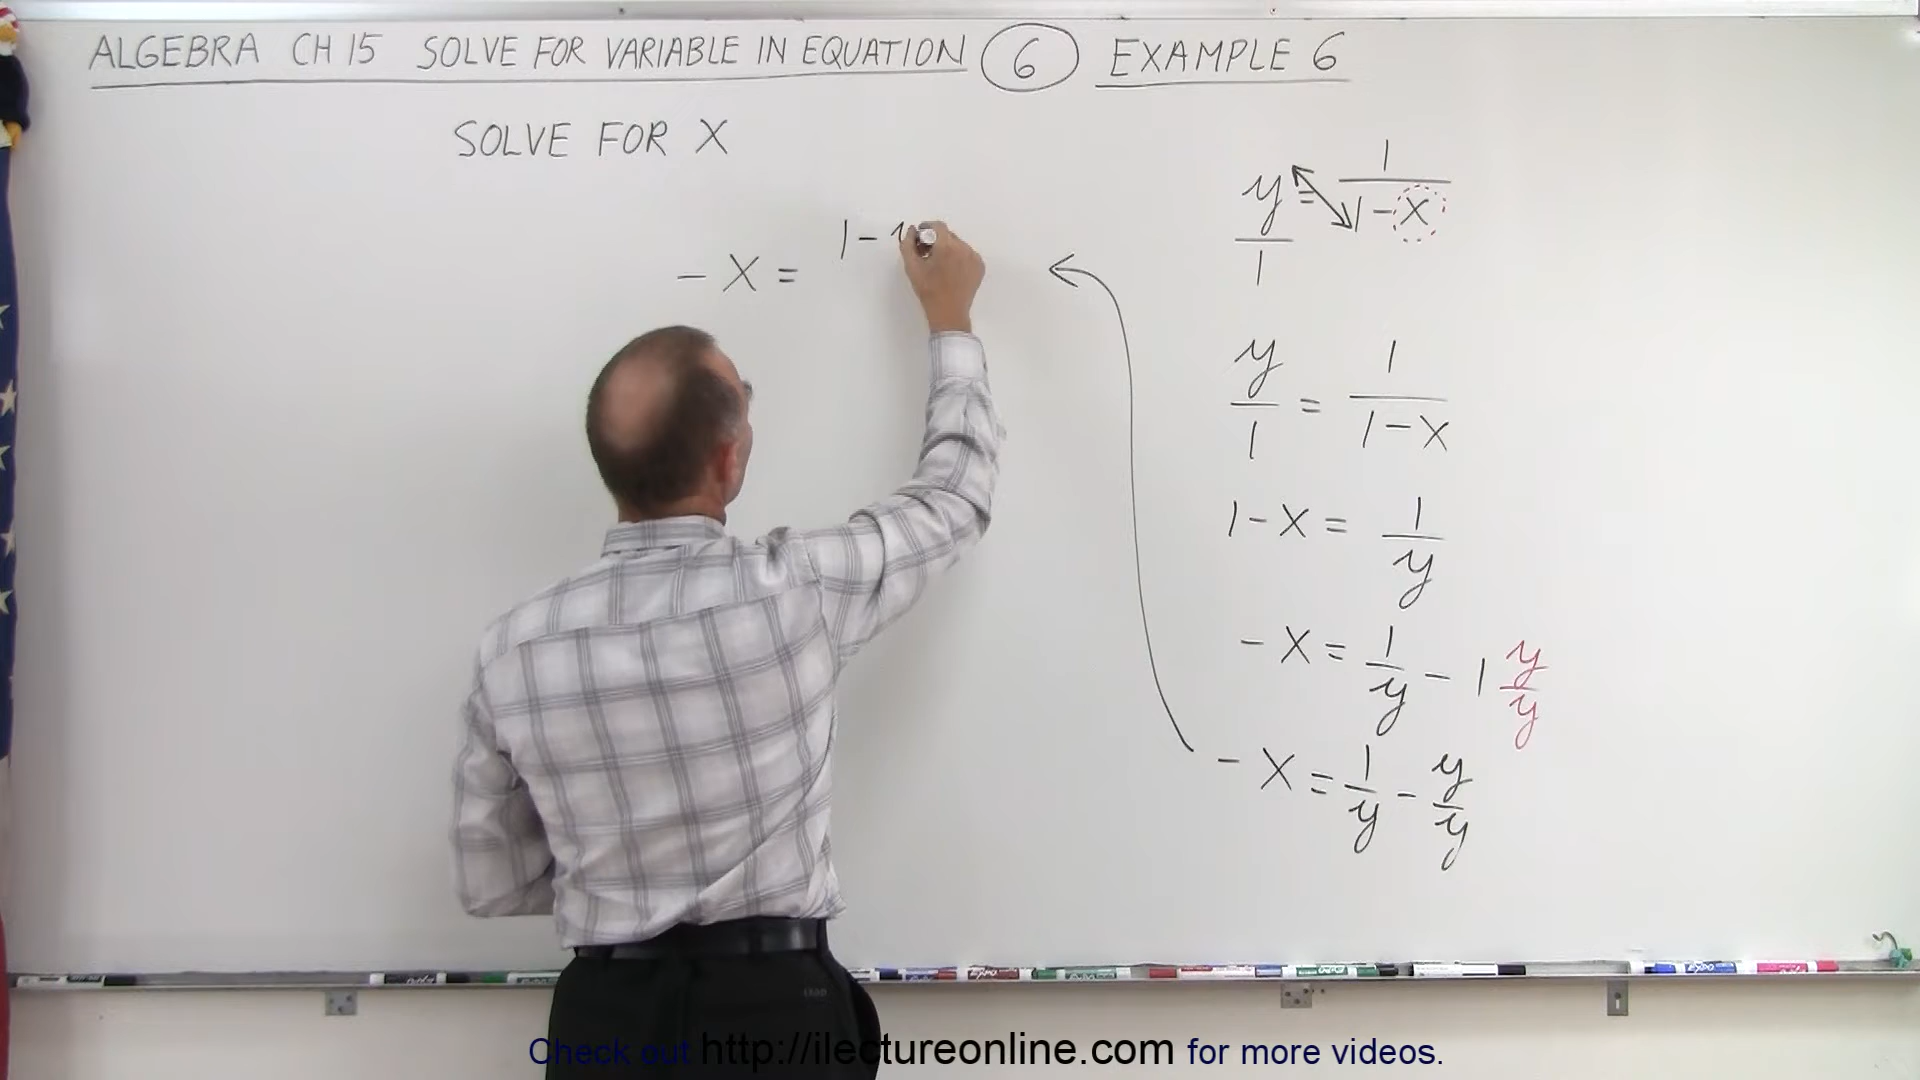 ALGEBRA CH 15 SOLVE FOR VARIABLE IN EQUATION 6 EXAMPLE 6
SOLVE FOR X
- X = 1 -
y/1 = 1/(1-X)
y/1 = 1/(1-X)
1-X = 1/y
-X = 1/y - 1 y/y
-X = 1/y - y/y
Check out http://ilectureonline.com for more videos.